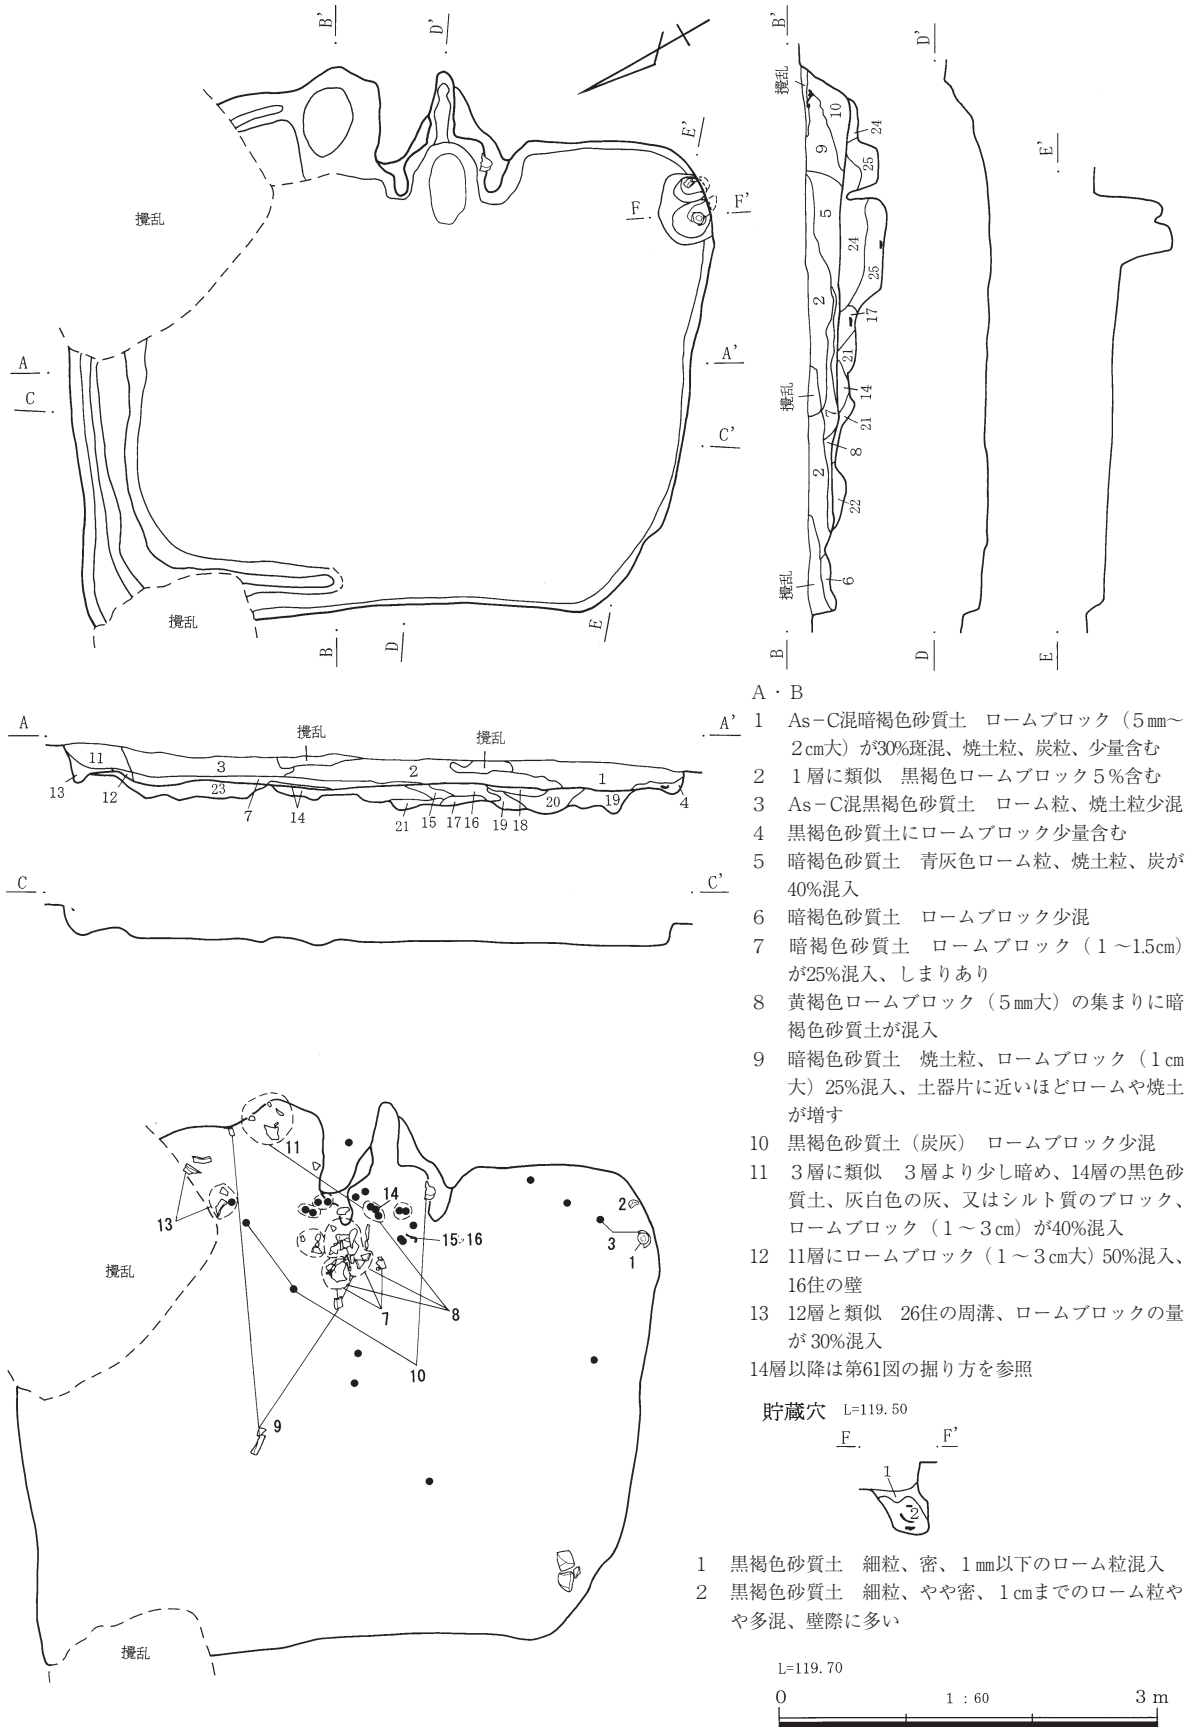 B'
D'
E'
F
F'
攪乱
A
A'
C
C'
攪乱
B
D
E
B'
D'
E'
攪乱
10
24
9
25
5
24
25
2
17
21
攪乱
14
7
21
8
2
22
攪乱
6
B
D
E
A
A'
攪乱
攪乱
11
3
2
1
13
12
23
7
14
21
15
17
16
19
18
20
19
4
C
C'
A・B
1 As−C混暗褐色砂質土 ロームブロック(5㎜〜
2㎝大)が30%斑混、焼土粒、炭粒、少量含む
2 1層に類似 黒褐色ロームブロック5%含む
3 As−C混黒褐色砂質土 ローム粒、焼土粒少混
4 黒褐色砂質土にロームブロック少量含む
5 暗褐色砂質土 青灰色ローム粒、焼土粒、炭が
40%混入
6 暗褐色砂質土 ロームブロック少混
7 暗褐色砂質土 ロームブロック(1〜1.5㎝)
が25%混入、しまりあり
8 黄褐色ロームブロック(5㎜大)の集まりに暗
褐色砂質土が混入
9 暗褐色砂質土 焼土粒、ロームブロック(1㎝
大)25%混入、土器片に近いほどロームや焼土
が増す
10 黒褐色砂質土(炭灰) ロームブロック少混
11 3層に類似 3層より少し暗め、14層の黒色砂
質土、灰白色の灰、又はシルト質のブロック、
ロームブロック(1〜3㎝)が40%混入
12 11層にロームブロック(1〜3㎝大)50%混入、
16住の壁
13 12層と類似 26住の周溝、ロームブロックの量
が30%混入
14層以降は第61図の掘り方を参照
11
13
14
15
16
2
3
1
7
8
10
9
攪乱
攪乱
貯蔵穴 L=119.50
F
F'
1
2
1 黒褐色砂質土 細粒、密、1㎜以下のローム粒混入
2 黒褐色砂質土 細粒、やや密、1㎝までのローム粒や
や多混、壁際に多い
L=119.70
0 1:60 3m